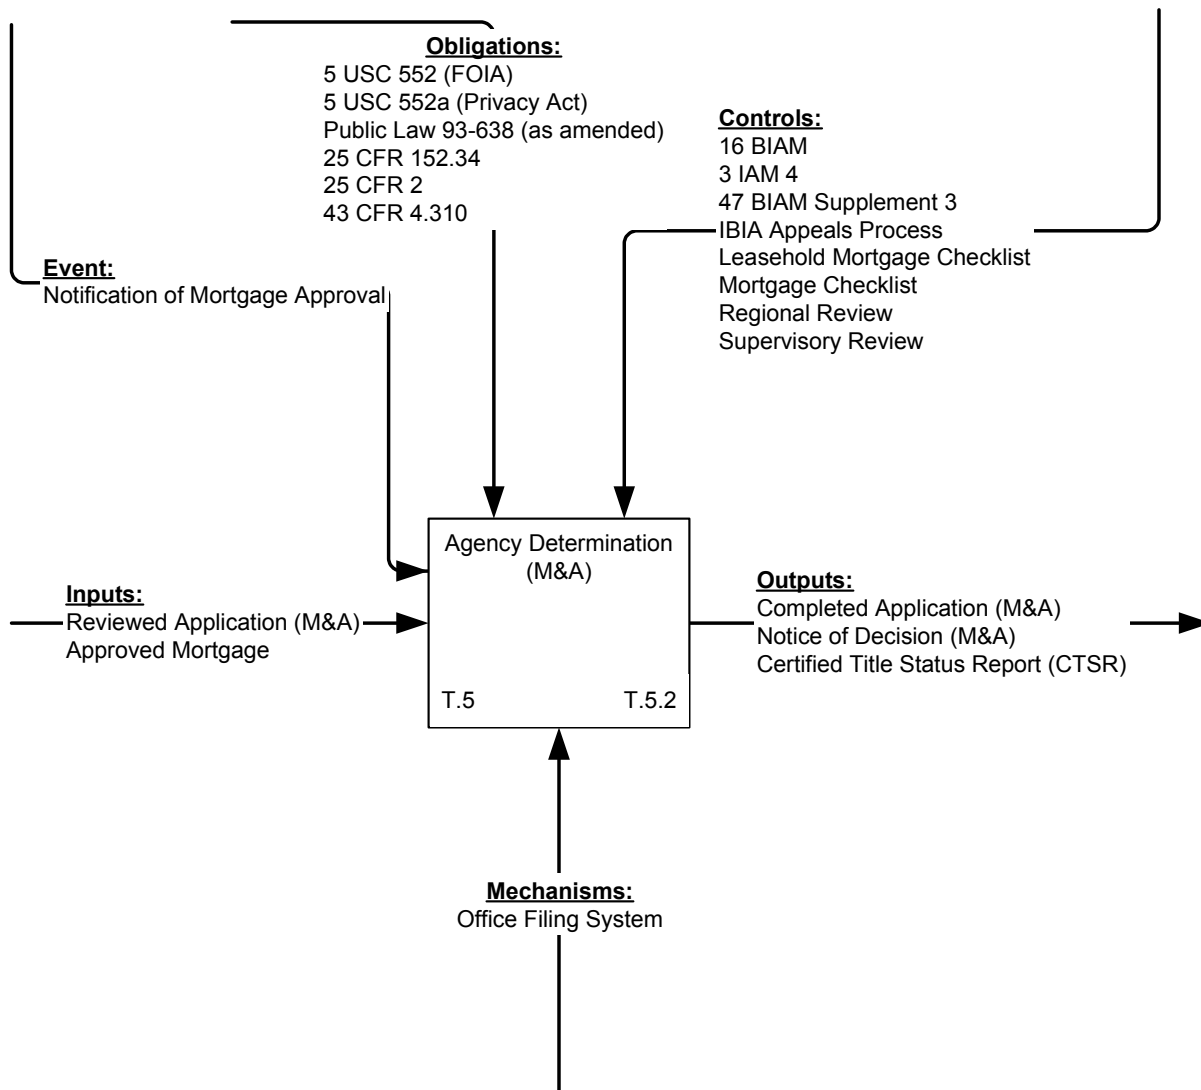 Obligations:
5 USC 552 (FOIA)
5 USC 552a (Privacy Act)
Public Law 93-638 (as amended)
25 CFR 152.34
25 CFR 2
43 CFR 4.310
Controls:
16 BIAM
3 IAM 4
47 BIAM Supplement 3
IBIA Appeals Process
Leasehold Mortgage Checklist
Mortgage Checklist
Regional Review
Supervisory Review
Event:
Notification of Mortgage Approval
Agency Determination
(M&A)
T.5 T.5.2
Inputs:
Reviewed Application (M&A)
Approved Mortgage
Outputs:
Completed Application (M&A)
Notice of Decision (M&A)
Certified Title Status Report (CTSR)
Mechanisms:
Office Filing System